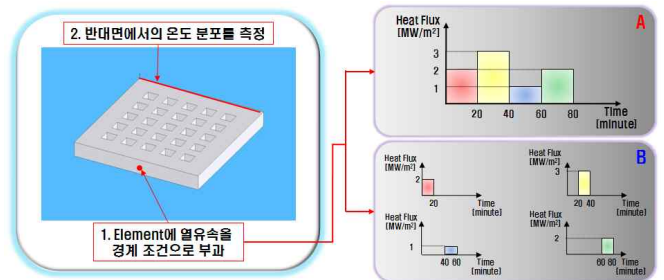 2. 반대면에서의 온도 분포를 측정
1. Element에 열유속을
경계 조건으로 부과
Heat Flux
[MW/m²]
A
3
2
1
20 40 60 80
Time
[minute]
B
Heat Flux
[MW/m²]
2
20
Time
[minute]
Heat Flux
[MW/m²]
3
20 40
Time
[minute]
Heat Flux
[MW/m²]
1
40 60
Time
[minute]
Heat Flux
[MW/m²]
2
60 80
Time
[minute]